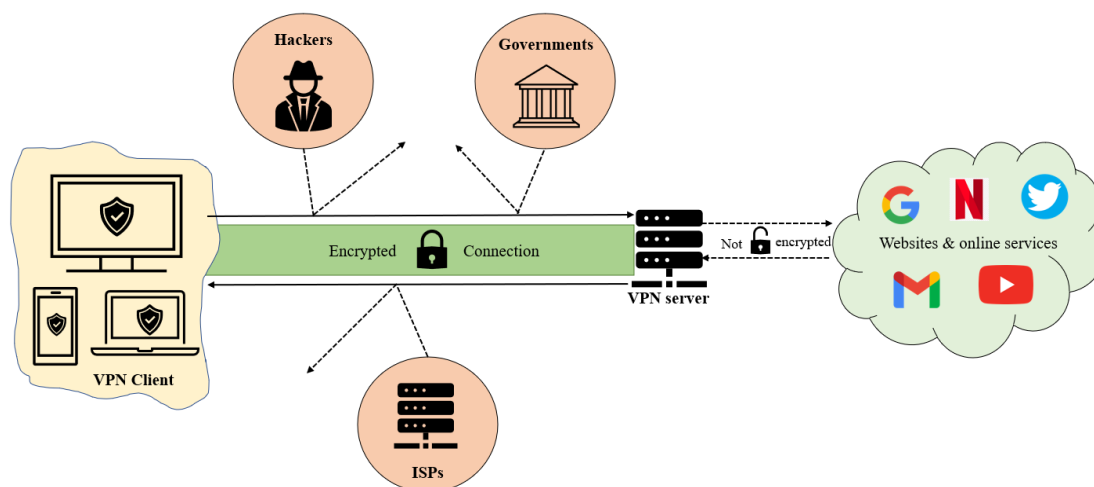 Hackers
Governments
Encrypted Connection
Not encrypted
VPN server
Websites & online services
VPN Client
ISPs